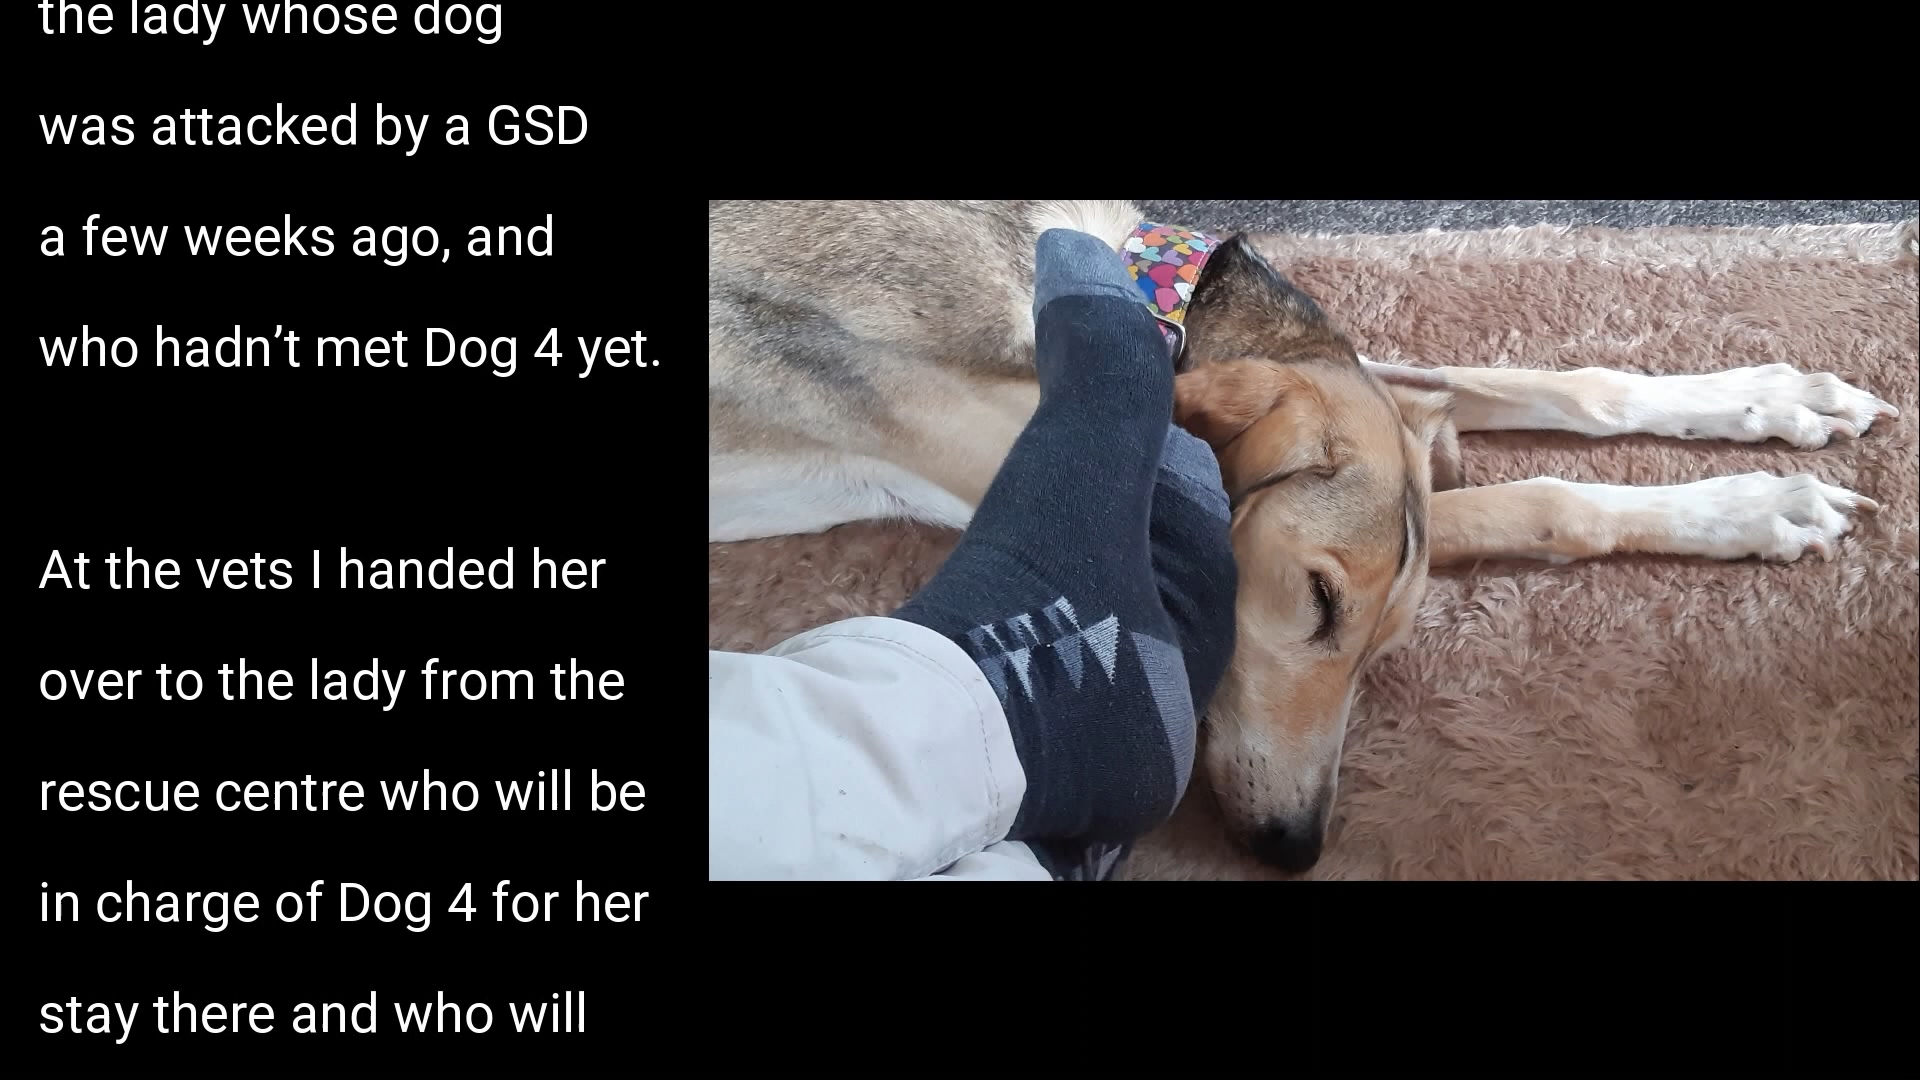 the lady whose dog
was attacked by a GSD
a few weeks ago, and
who hadn’t met Dog 4 yet.
At the vets I handed her
over to the lady from the
rescue centre who will be
in charge of Dog 4 for her
stay there and who will